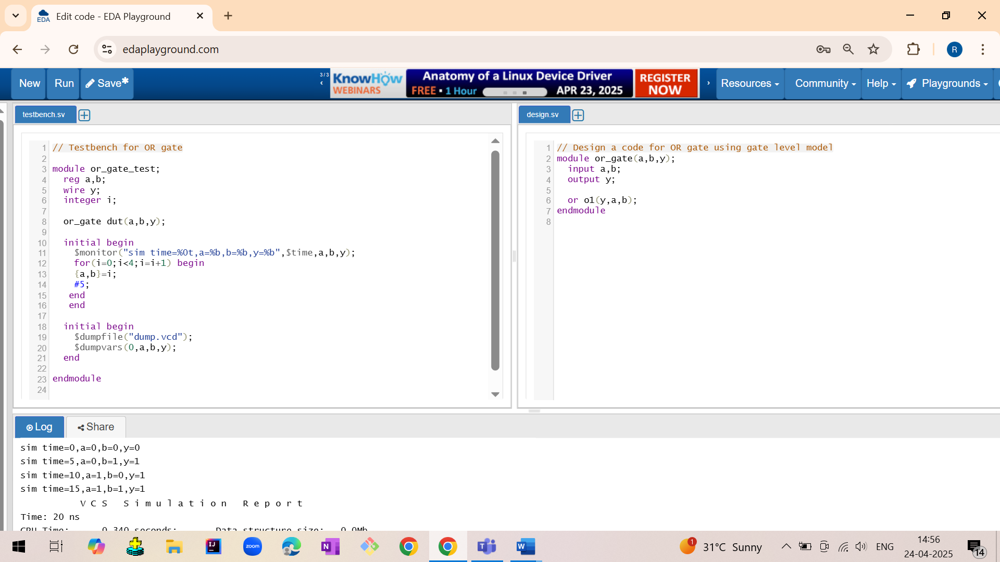 Edit code - EDA Playground
EDA
edaplayground.com
R
New
Run
Save*
3 / 3
KnowHow
WEBINARS
Anatomy of a Linux Device Driver
FREE ▪ 1 Hour
APR 23, 2025
REGISTER
NOW
Resources
Community
Help
Playgrounds
testbench.sv
1 // Testbench for OR gate
2
3 module or_gate_test;
4 reg a,b;
5 wire y;
6 integer i;
7
8 or_gate dut(a,b,y);
9
10 initial begin
11 $monitor("sim time=%0t,a=%b,b=%b,y=%b",$time,a,b,y);
12 for(i=0;i<4;i=i+1) begin
13 {a,b}=i;
14 #5;
15 end
16 end
17
18 initial begin
19 $dumpfile("dump.vcd");
20 $dumpvars(0,a,b,y);
21 end
22
23 endmodule
24
design.sv
1 // Design a code for OR gate using gate level model
2 module or_gate(a,b,y);
3 input a,b;
4 output y;
5
6 or o1(y,a,b);
7 endmodule
8
Log
Share
sim time=0,a=0,b=0,y=0
sim time=5,a=0,b=1,y=1
sim time=10,a=1,b=0,y=1
sim time=15,a=1,b=1,y=1
V C S   S i m u l a t i o n   R e p o r t
Time: 20 ns
CPU Time: 0.340 seconds; Data structure size: 0.0Mb
IJ
zoom
N
T
W
1
31°C Sunny
ENG
14:56
24-04-2025
14